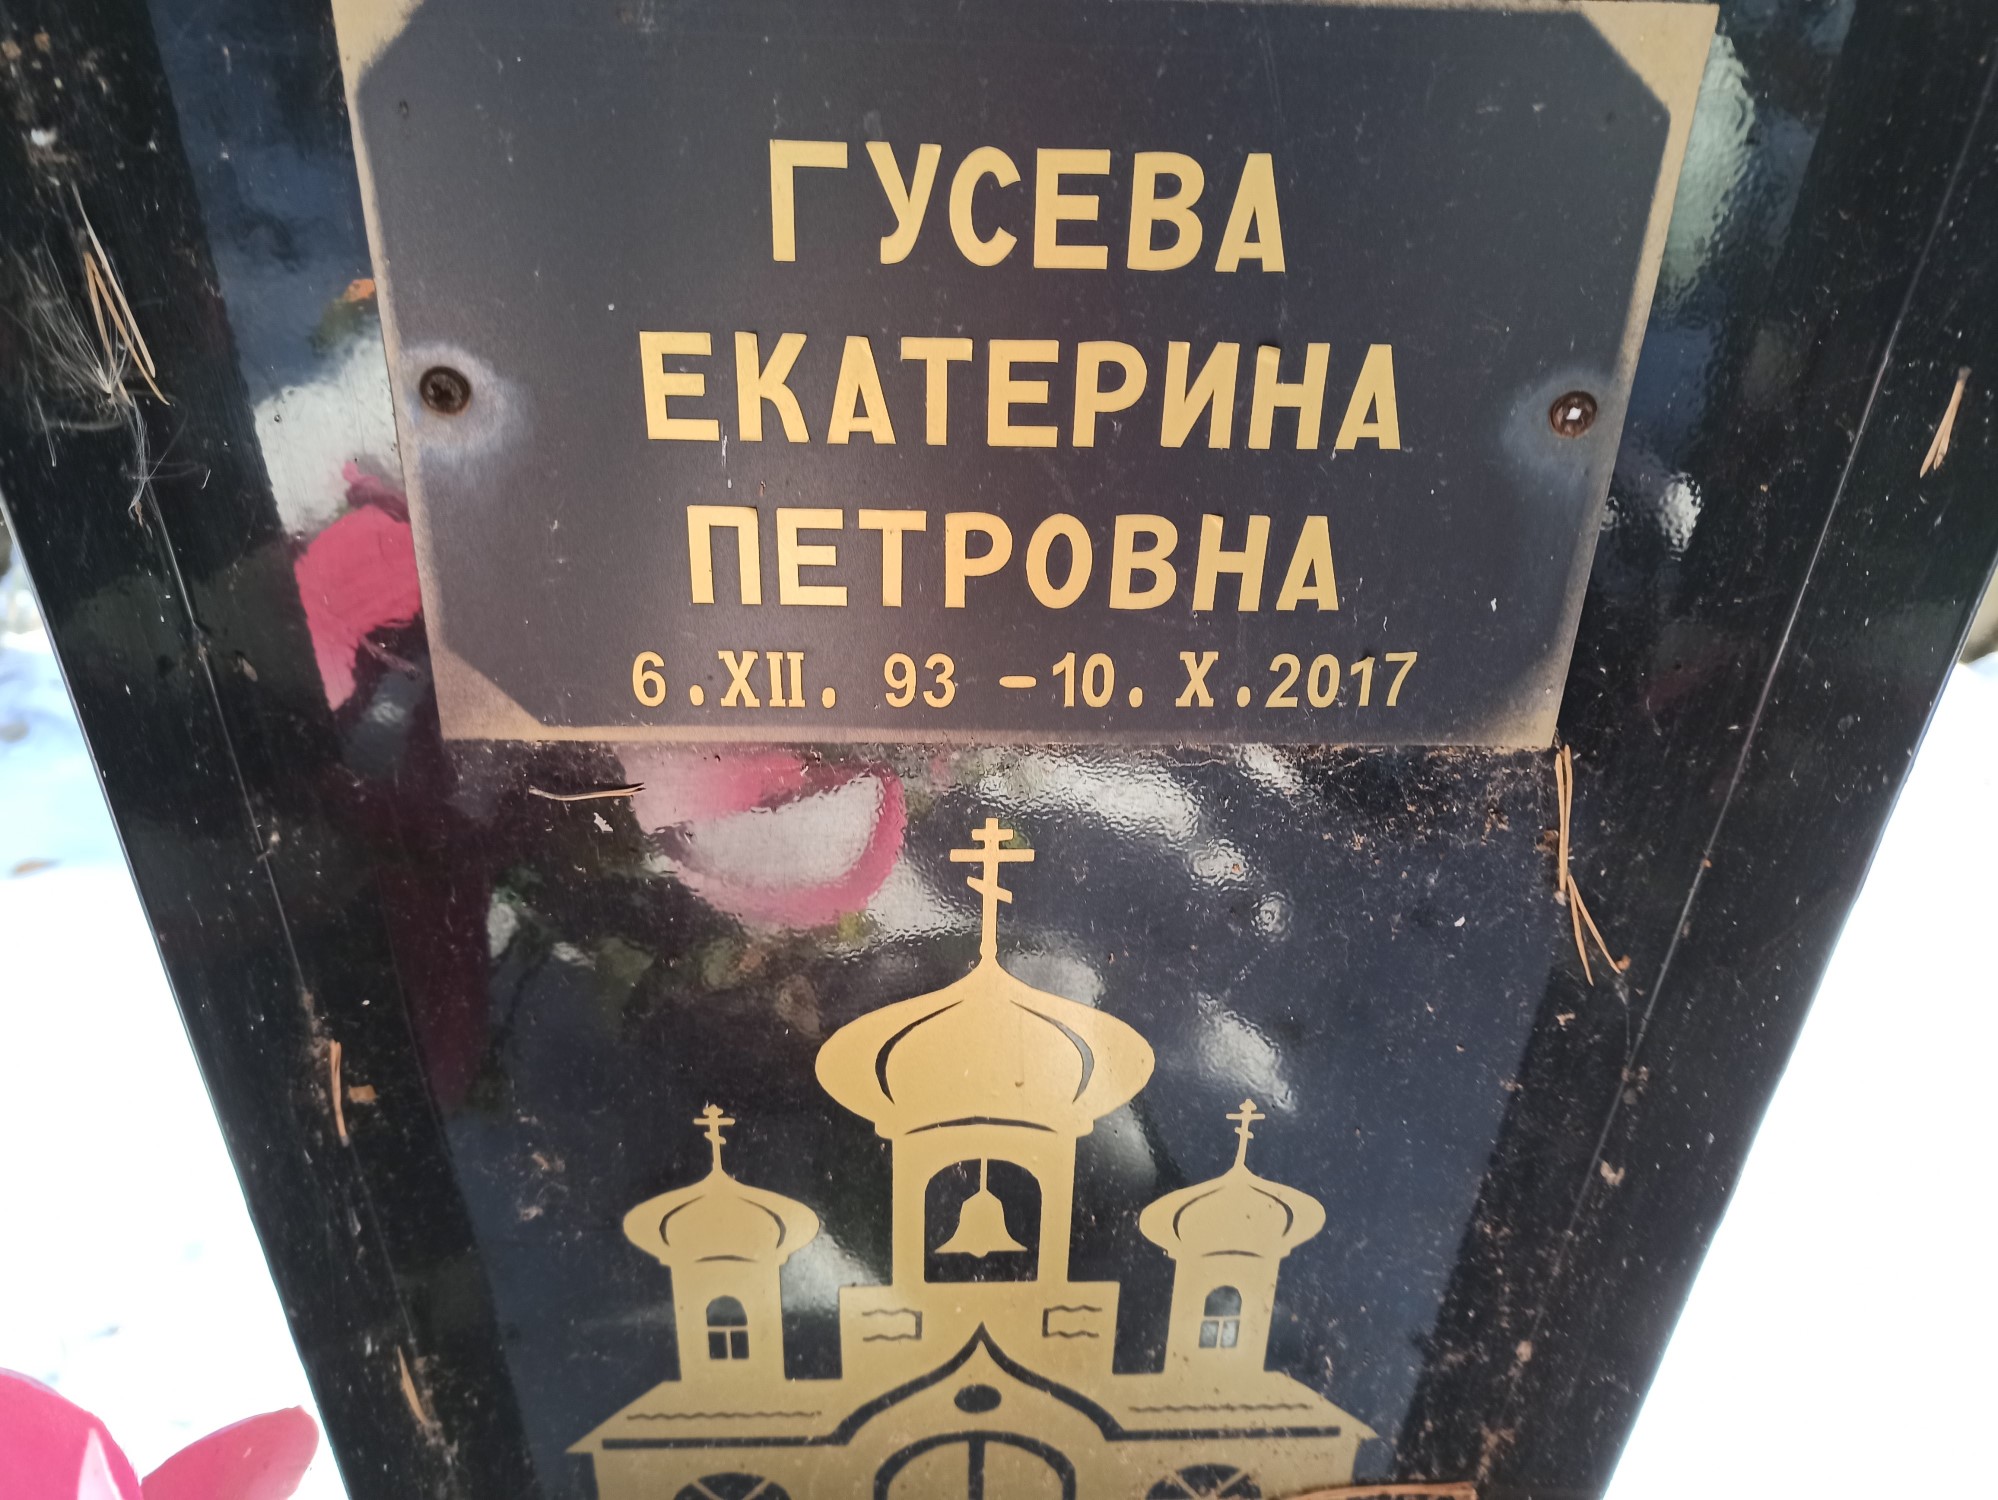 ГУСЕВА
ЕКАТЕРИНА
ПЕТРОВНА
6.XII. 93 -10. X.2017